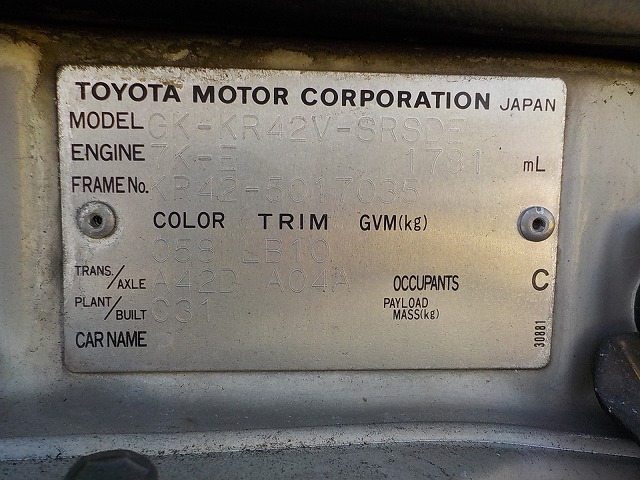 TOYOTA MOTOR CORPORATION JAPAN
MODEL GK-KR42V-SRSDE
ENGINE 7K-E 1781 mL
FRAME No. KR42-5017035
COLOR TRIM GVM(kg)
058 LB10
TRANS./AXLE A42D A04A OCCUPANTS C
PLANT/BUILT C31 PAYLOAD MASS(kg)
CAR NAME
30881